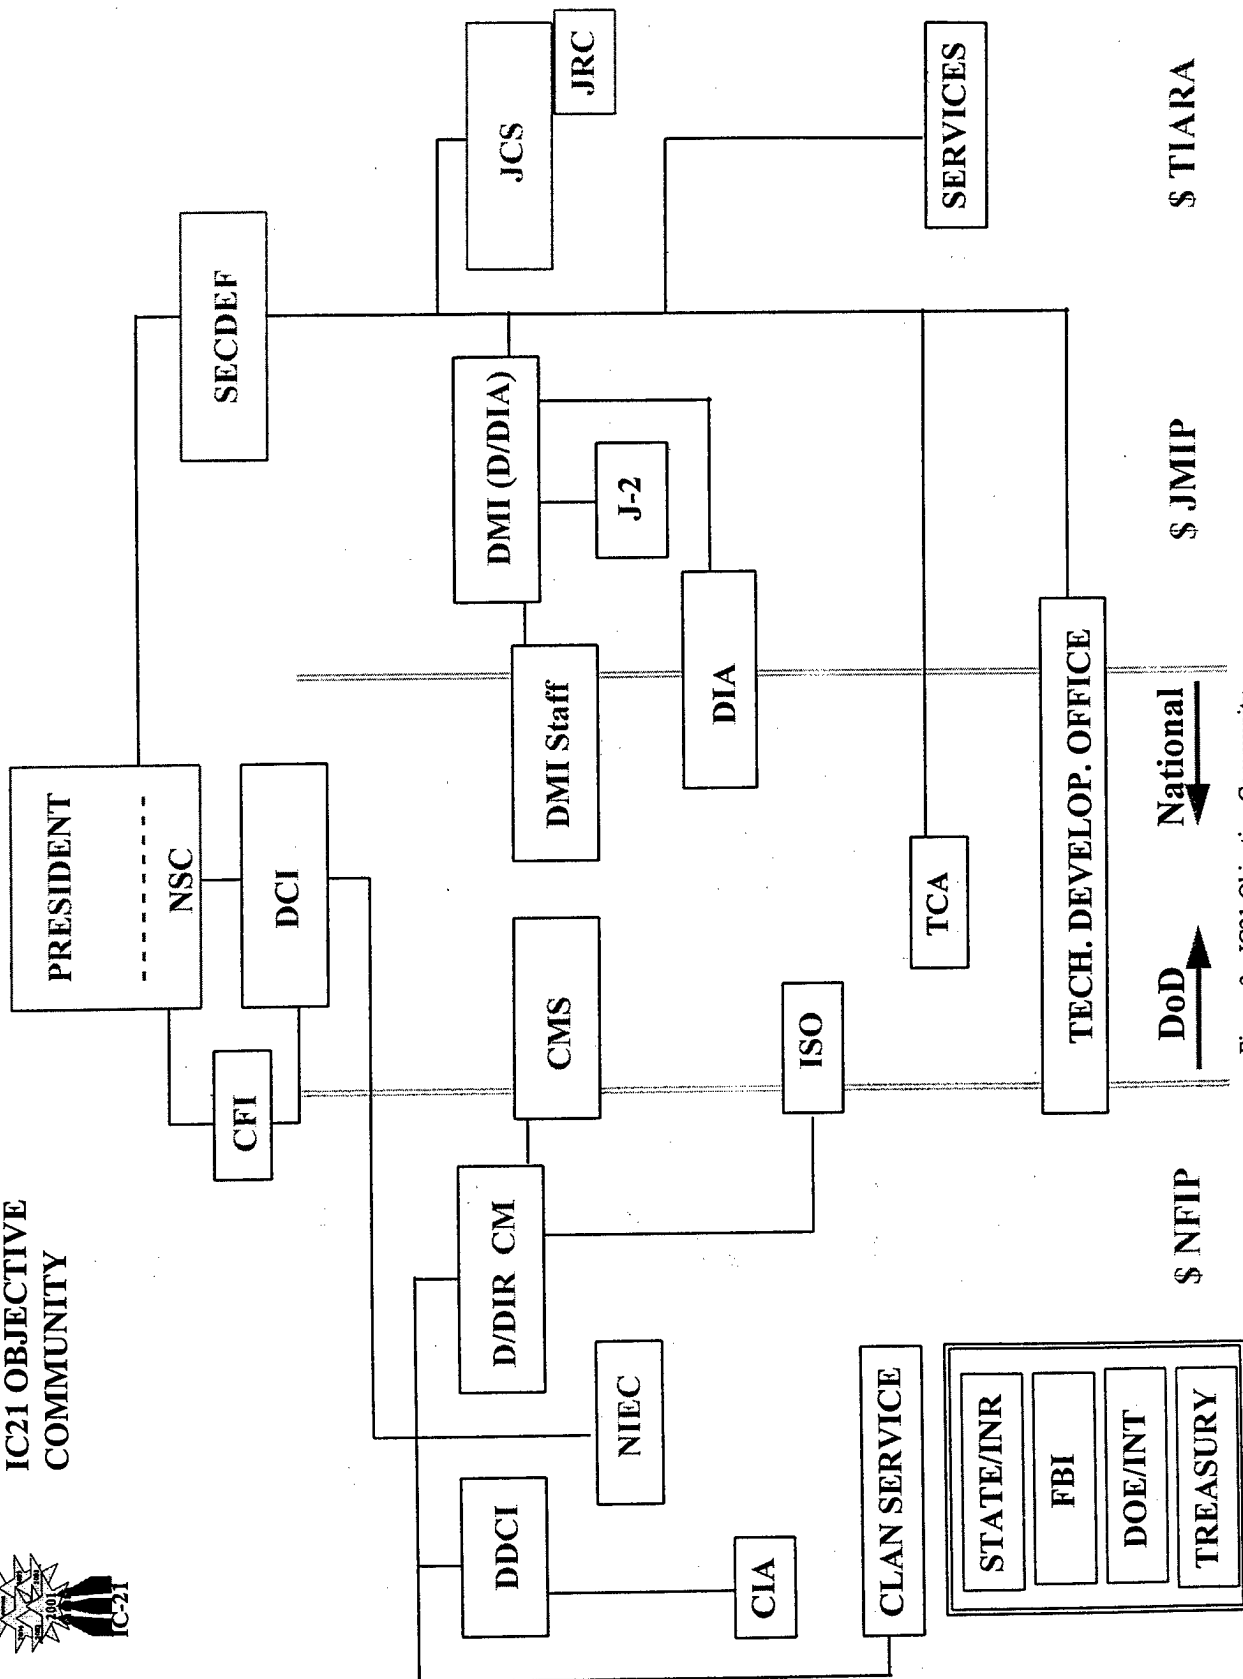 IC21 OBJECTIVE
COMMUNITY
2001
IC-21
PRESIDENT
NSC
CFI
DCI
SECDEF
DDCI
D/DIR CM
CMS
DMI Staff
DMI (D/DIA)
JCS
JRC
NIEC
J-2
CIA
ISO
DIA
CLAN SERVICE
TCA
SERVICES
STATE/INR
FBI
DOE/INT
TREASURY
TECH. DEVELOP. OFFICE
DoD
National
$ NFIP
$ JMIP
$ TIARA